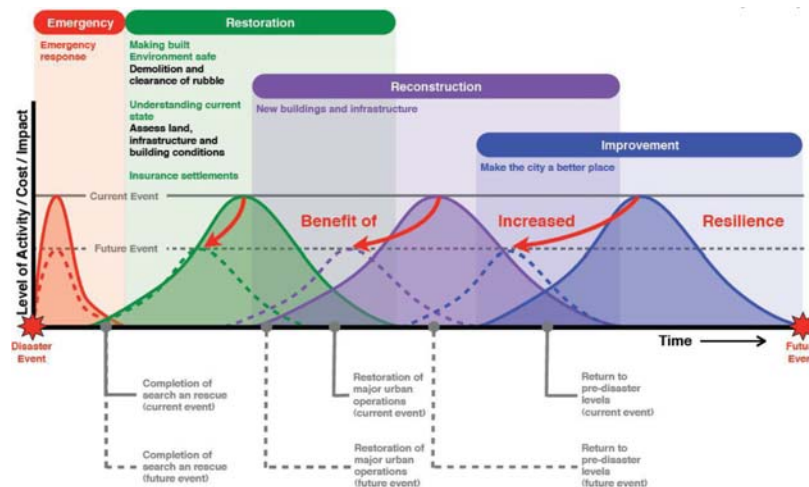 Emergency
Restoration
Emergency
response
Making built
Environment safe
Demolition and
clearance of rubble
Understanding current
state
Assess land,
infrastructure and
building conditions
Insurance settlements
Reconstruction
New buildings and infrastructure
Improvement
Make the city a better place
Level of Activity / Cost / Impact
Current Event
Future Event
Benefit of
Increased
Resilience
Disaster
Event
Time
Futur
Even
Completion of
search an rescue
(current event)
Restoration of
major urban
operations
(current event)
Return to
pre-disaster
levels
(current event)
Completion of
search an rescue
(future event)
Restoration of
major urban
operations
(future event)
Return to
pre-disaster
levels
(future event)